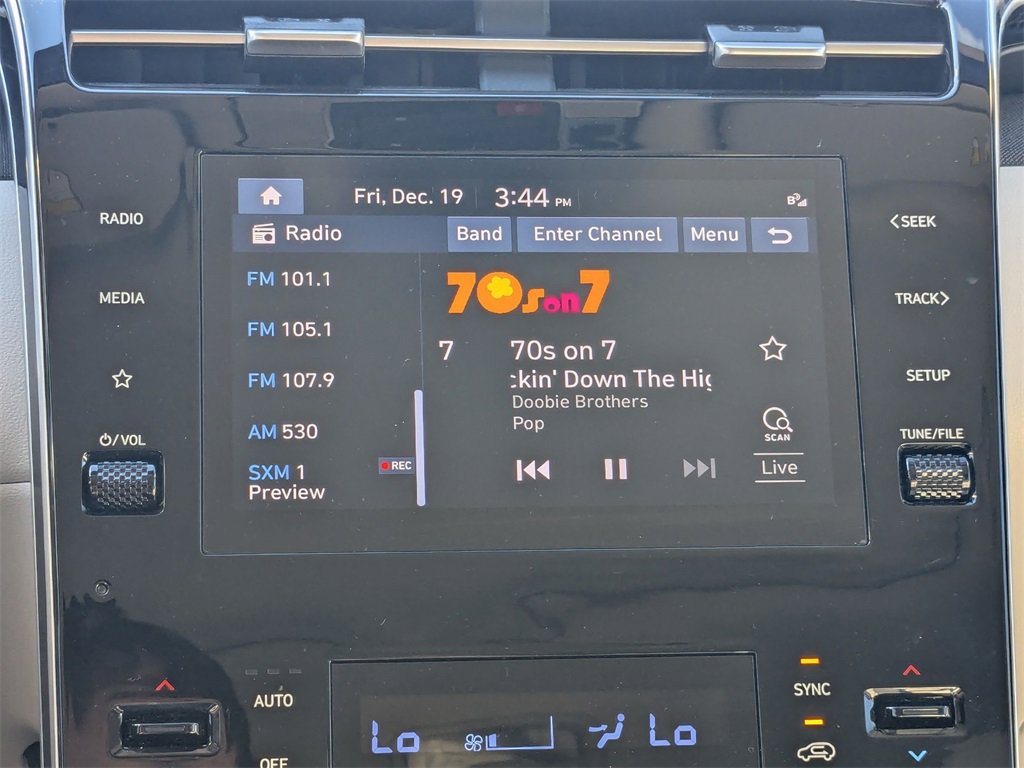 Fri, Dec. 19 3:44 PM
RADIO
<SEEK
Radio Band Enter Channel Menu
FM 101.1
70s on 7
MEDIA
TRACK>
FM 105.1
7 70s on 7
FM 107.9
ckin' Down The Hig
SETUP
Doobie Brothers
Pop
AM 530
SCAN
⏻/VOL
TUNE/FILE
SXM 1
REC
Live
Preview
AUTO
SYNC
Lo Lo
OFF